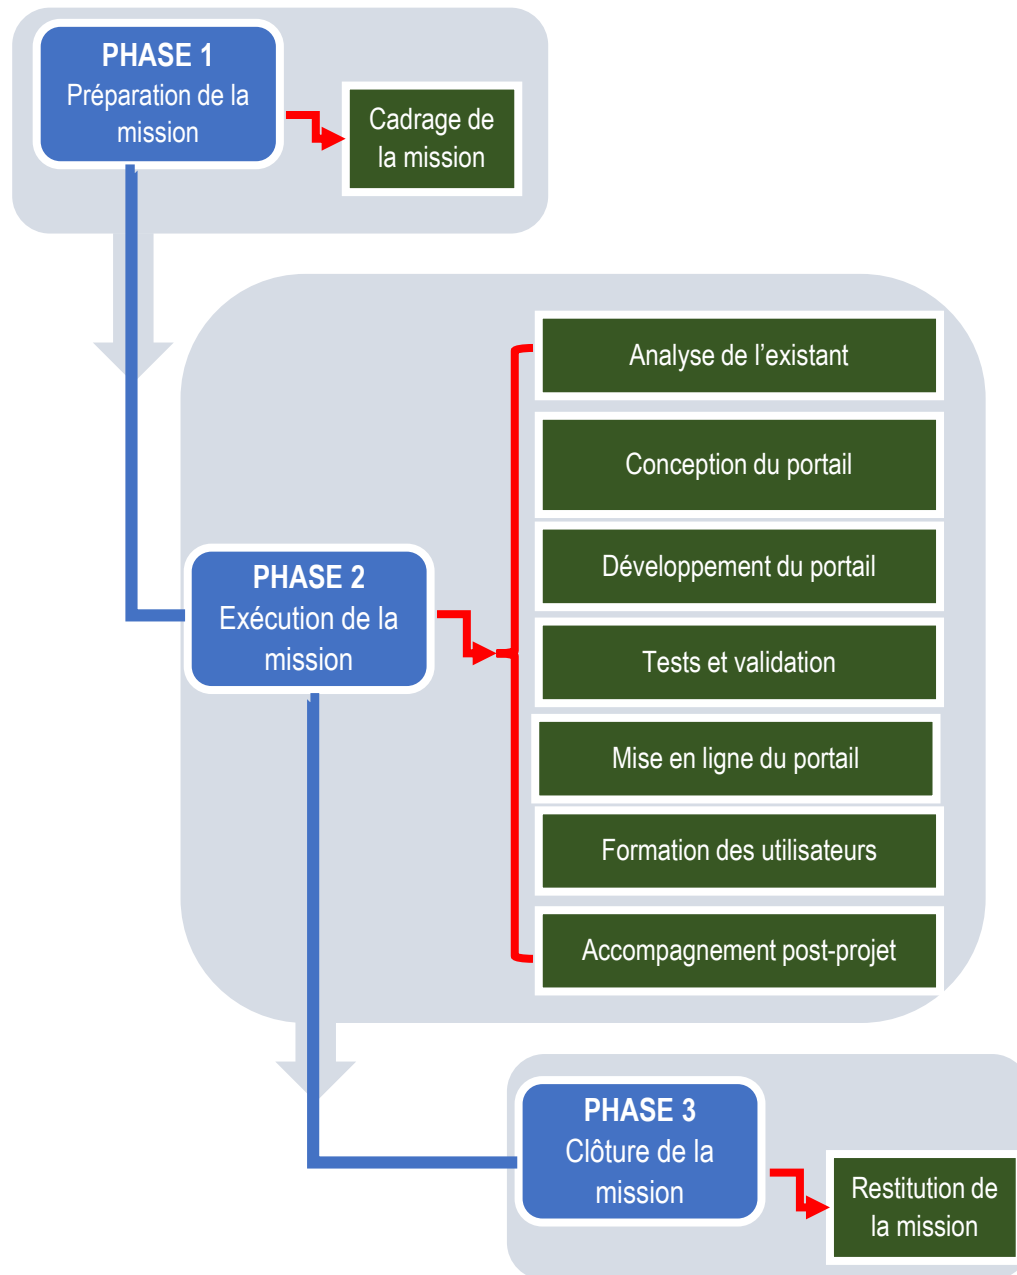 PHASE 1
Préparation de la
mission
Cadrage de
la mission
Analyse de l’existant
Conception du portail
Développement du portail
PHASE 2
Exécution de la
mission
Tests et validation
Mise en ligne du portail
Formation des utilisateurs
Accompagnement post-projet
PHASE 3
Clôture de la
mission
Restitution de
la mission